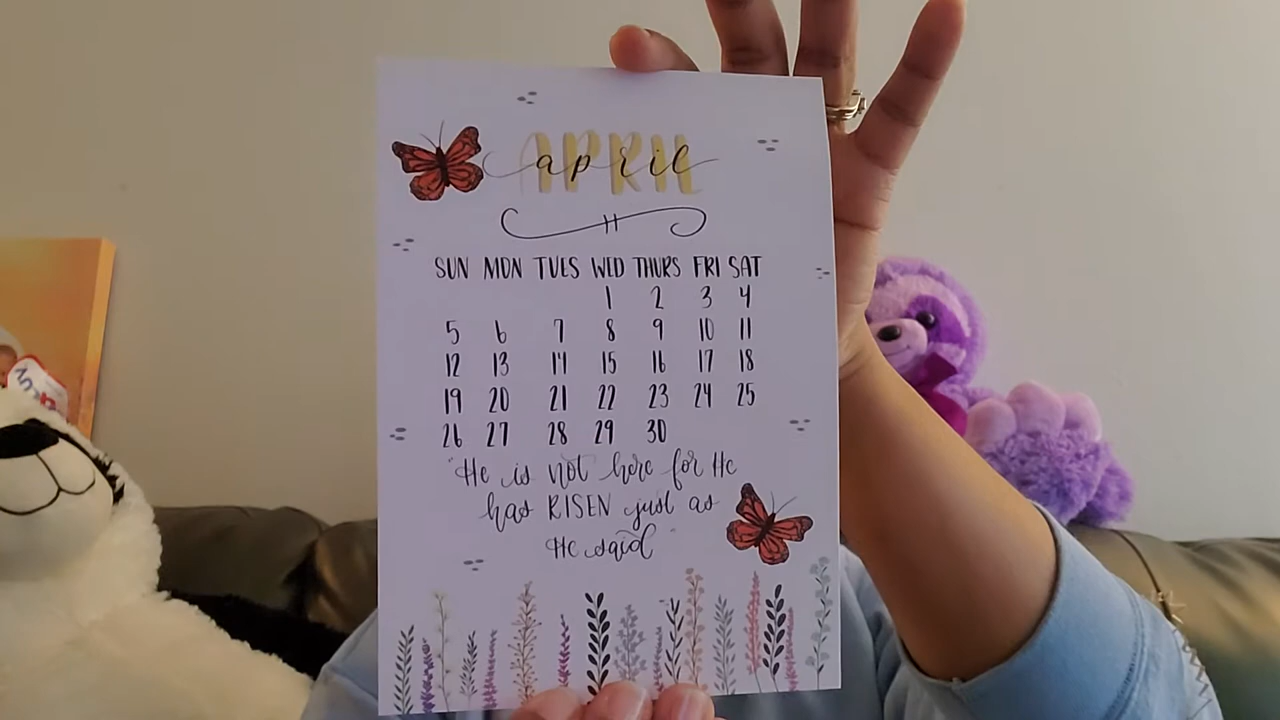 APRIL
april
SUN MON TUES WED THURS FRI SAT
1 2 3 4
5 6 7 8 9 10 11
12 13 14 15 16 17 18
19 20 21 22 23 24 25
26 27 28 29 30
"He is not here for He
has RISEN just as
He said"